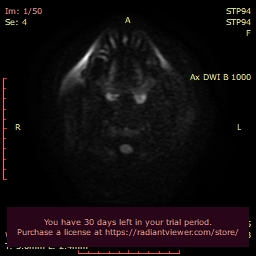 Im: 1/50
Se: 4
STP94
STP94
F
A
Ax DWI B 1000
R
L
You have 30 days left in your trial period.
Purchase a license at https://radiantviewer.com/store/